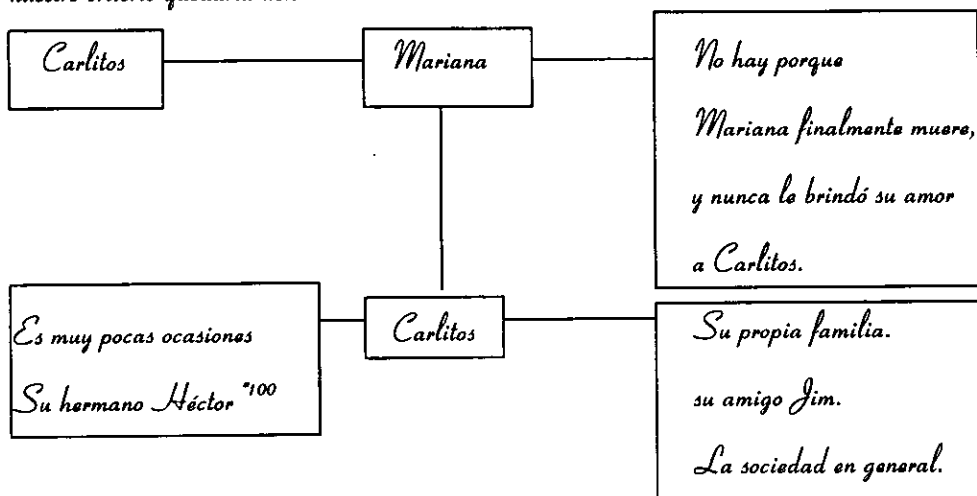 Carlitos
Mariana
No hay porque
Mariana finalmente muere,
y nunca le brindó su amor
a Carlitos.
Es muy pocas ocasiones
Su hermano Héctor *100
Carlitos
Su propia familia.
su amigo Jim.
La sociedad en general.